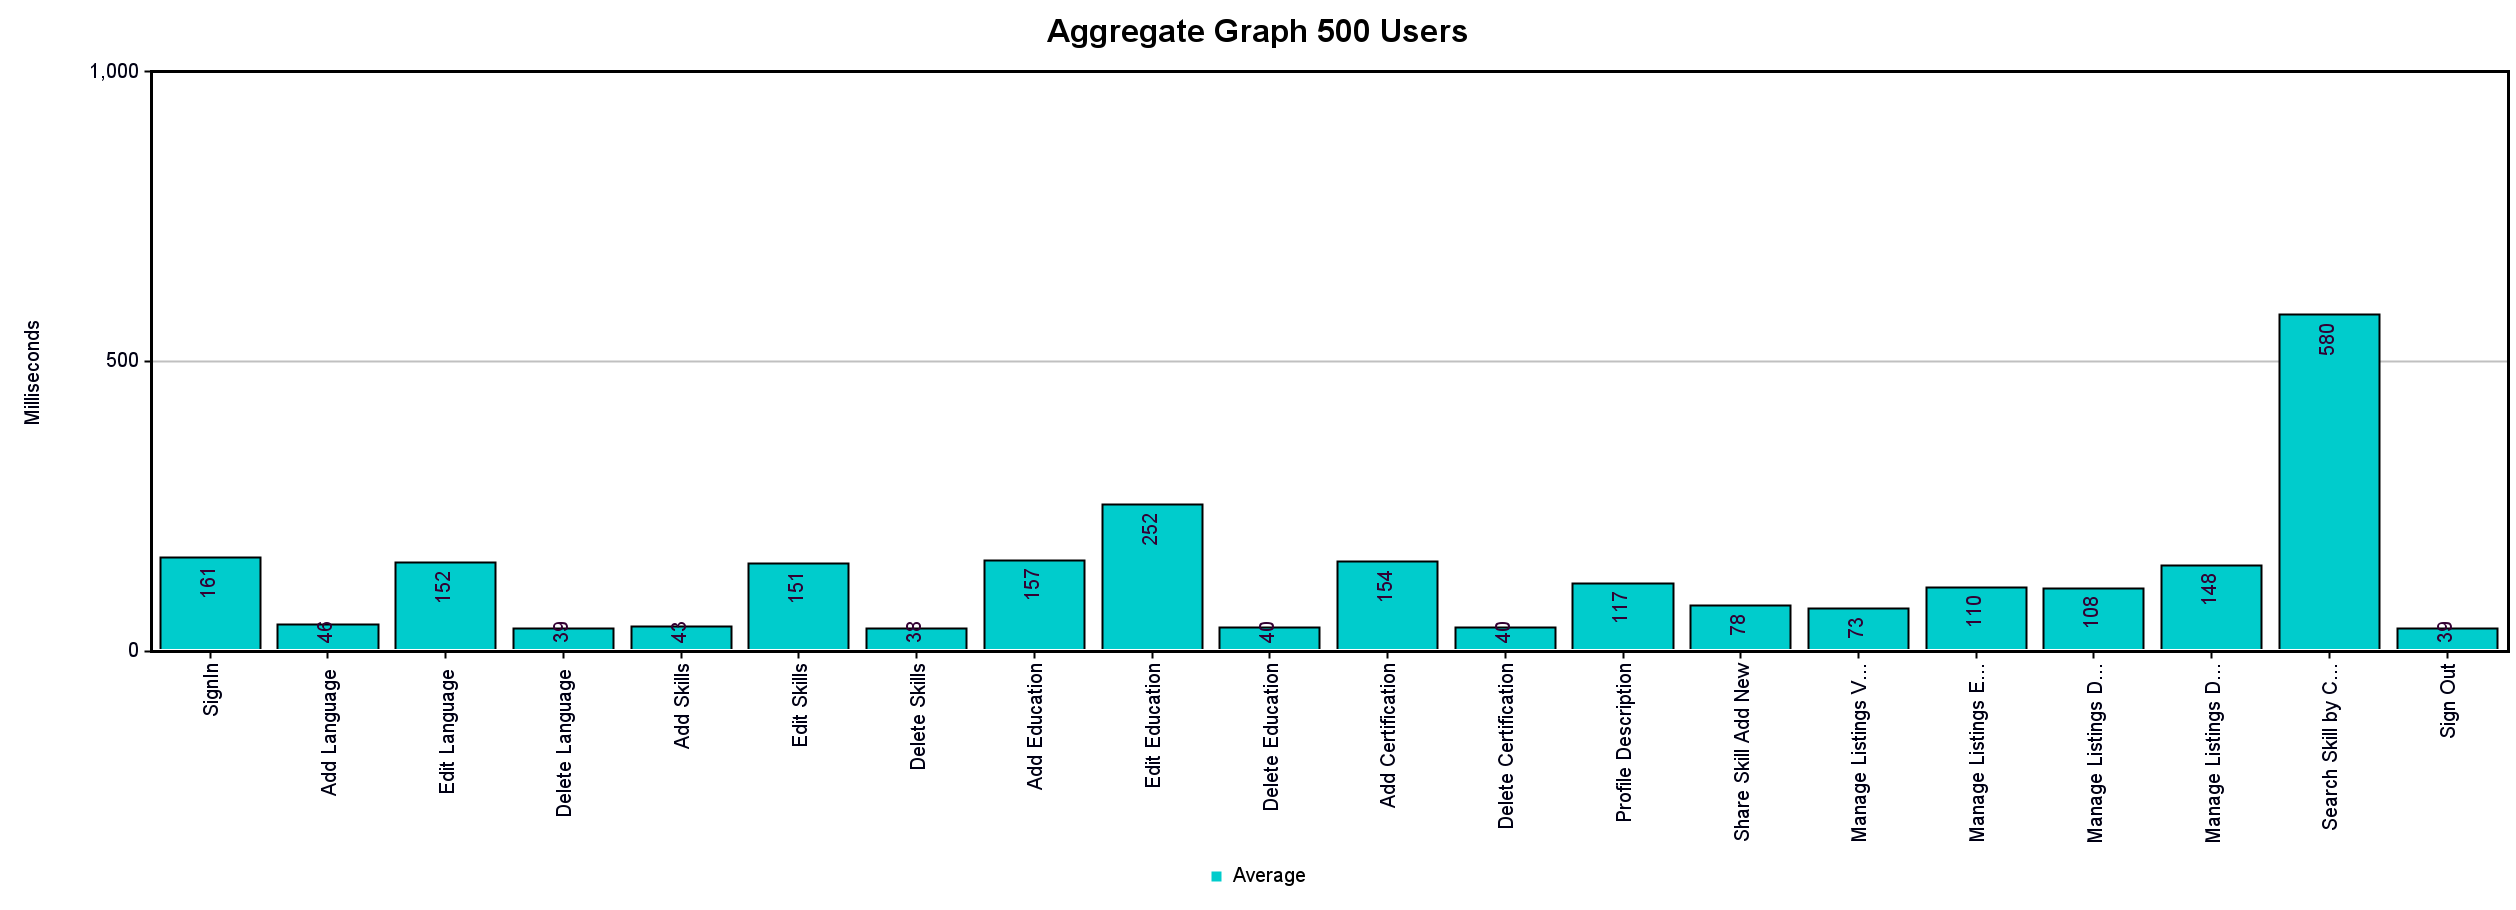 Aggregate Graph 500 Users
1,000
500
0
Milliseconds
161
46
152
39
43
151
38
157
252
40
154
40
117
78
73
110
108
148
580
39
SignIn
Add Language
Edit Language
Delete Language
Add Skills
Edit Skills
Delete Skills
Add Education
Edit Education
Delete Education
Add Certification
Delete Certification
Profile Description
Share Skill Add New
Manage Listings V...
Manage Listings E...
Manage Listings D...
Manage Listings D...
Search Skill by C...
Sign Out
Average